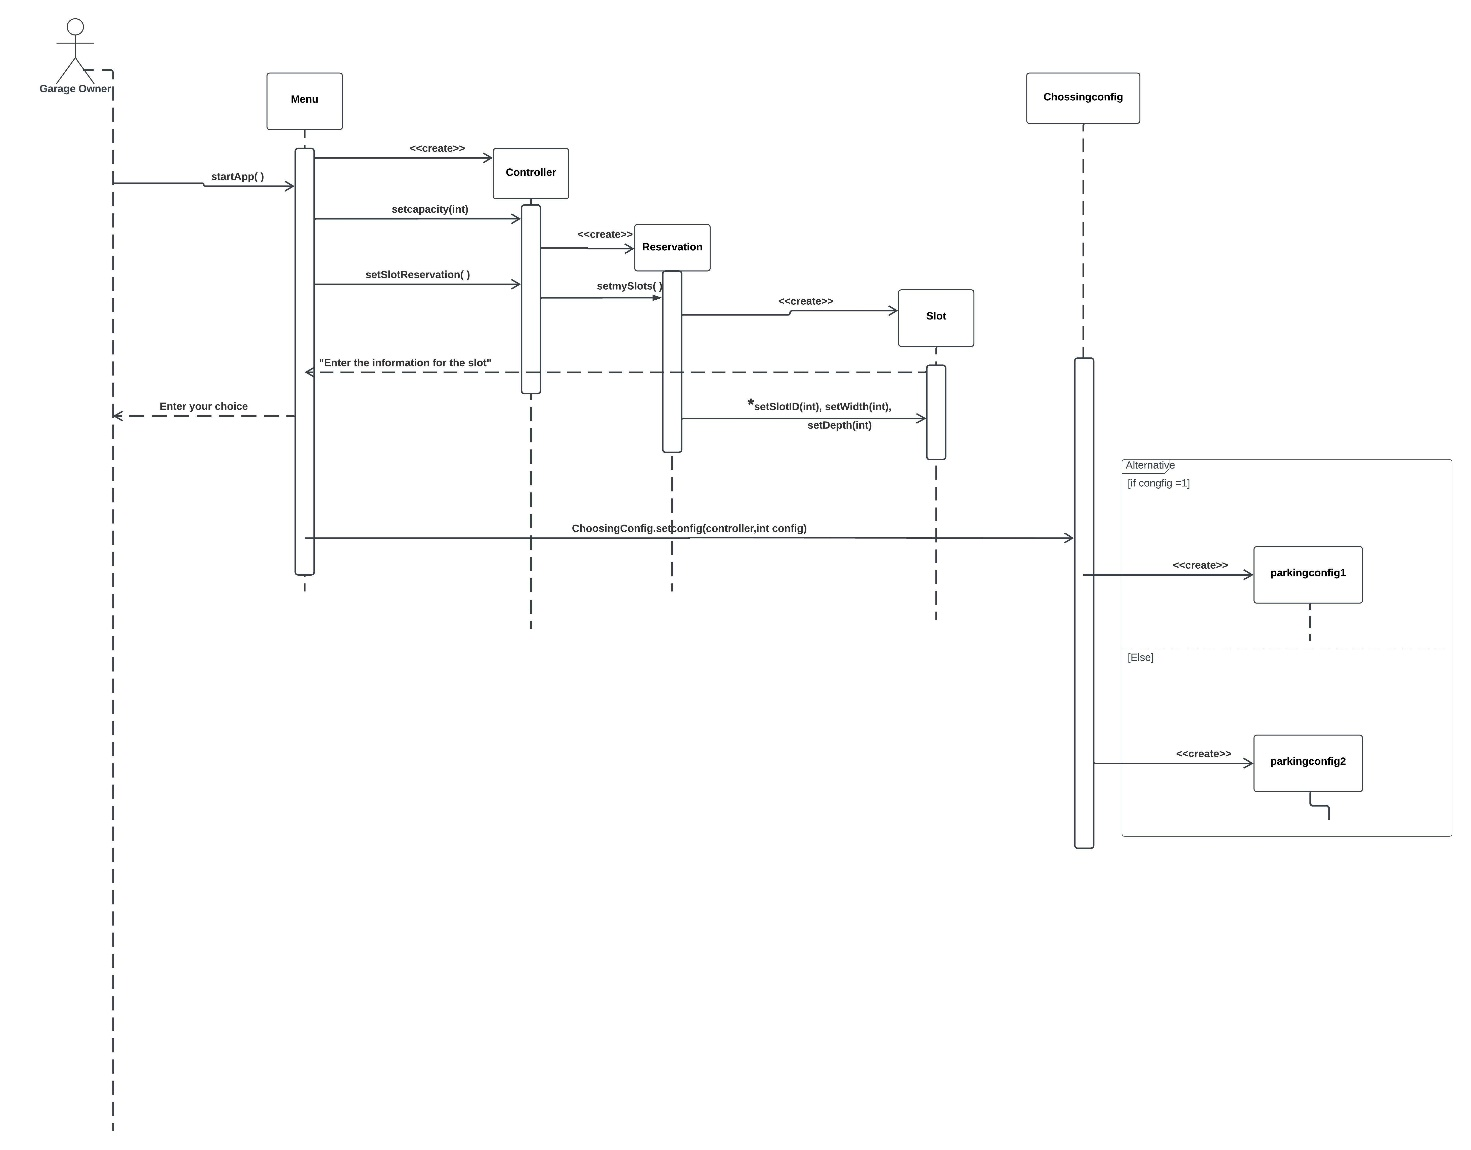 Garage Owner
Menu
Chossingconfig
<<create>>
Controller
startApp( )
setcapacity(int)
<<create>>
Reservation
setSlotReservation( )
setmySlots( )
<<create>>
Slot
"Enter the information for the slot"
Enter your choice
*setSlotID(int), setWidth(int),
setDepth(int)
Alternative
[if congfig =1]
ChoosingConfig.setconfig(controller,int config)
<<create>>
parkingconfig1
[Else]
<<create>>
parkingconfig2